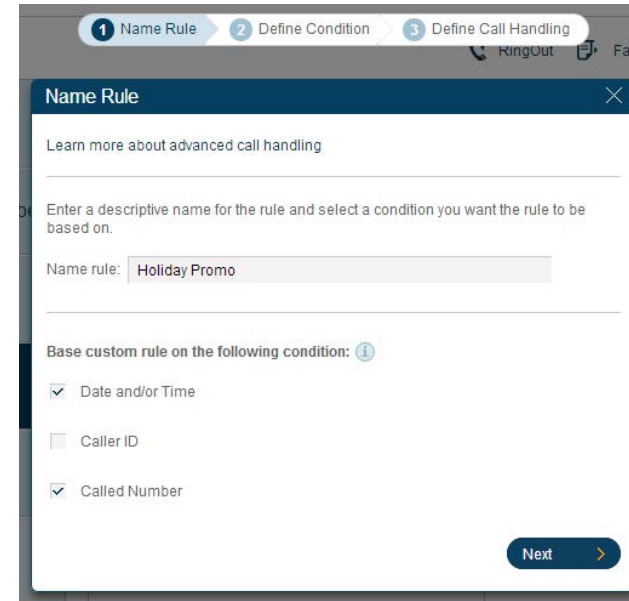 1 Name Rule 2 Define Condition 3 Define Call Handling
RingOut Fa
Name Rule
Learn more about advanced call handling
Enter a descriptive name for the rule and select a condition you want the rule to be
based on.
Name rule: Holiday Promo
Base custom rule on the following condition: i
Date and/or Time
Caller ID
Called Number
Next